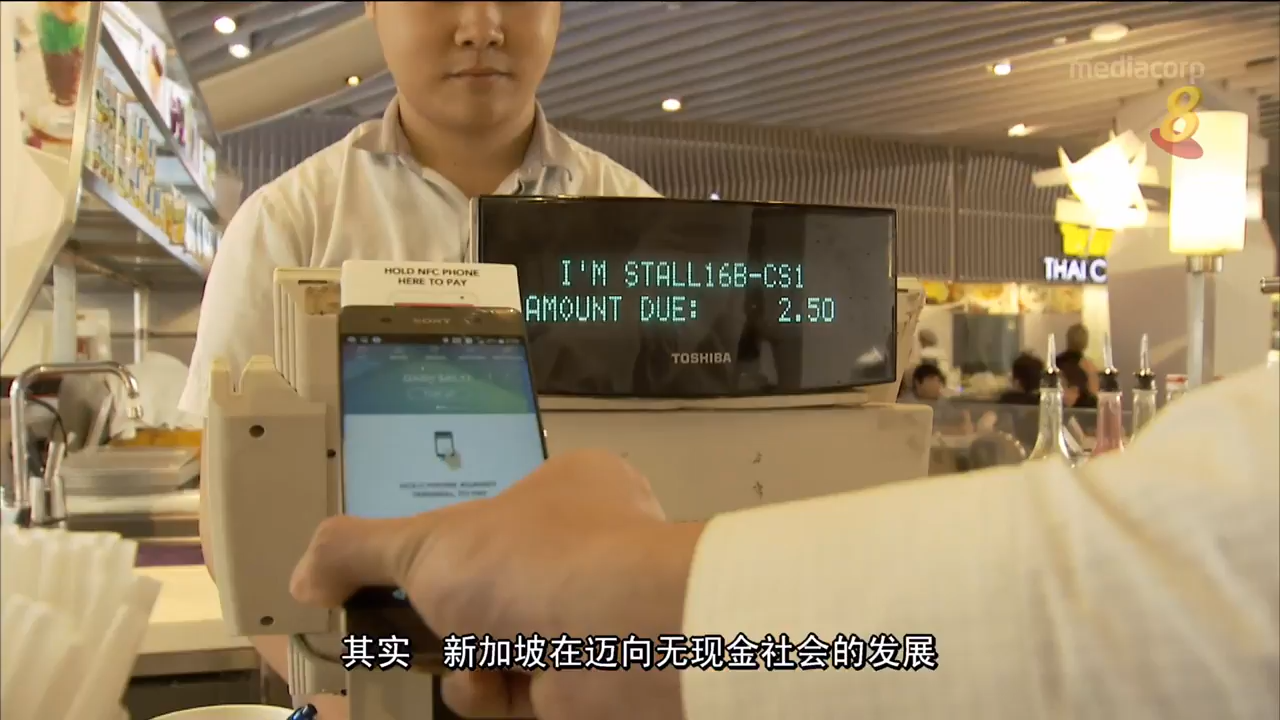 mediacorp
8
HOLD NFC PHONE
HERE TO PAY
SONY
I'M STALL16B-CS1
AMOUNT DUE: 2.50
TOSHIBA
THAI C
其实 新加坡在迈向无现金社会的发展